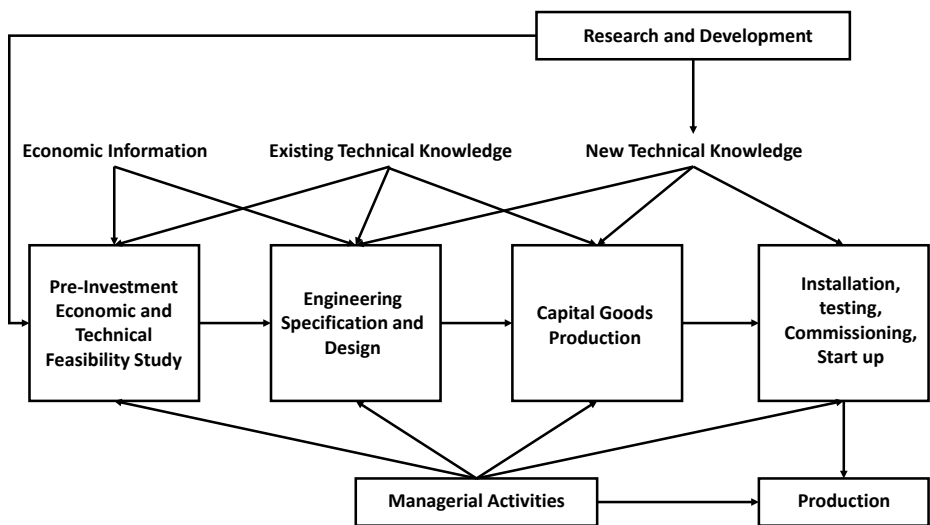 Research and Development
Economic Information
Existing Technical Knowledge
New Technical Knowledge
Pre-Investment
Economic and
Technical
Feasibility Study
Engineering
Specification and
Design
Capital Goods
Production
Installation,
testing,
Commissioning,
Start up
Managerial Activities
Production